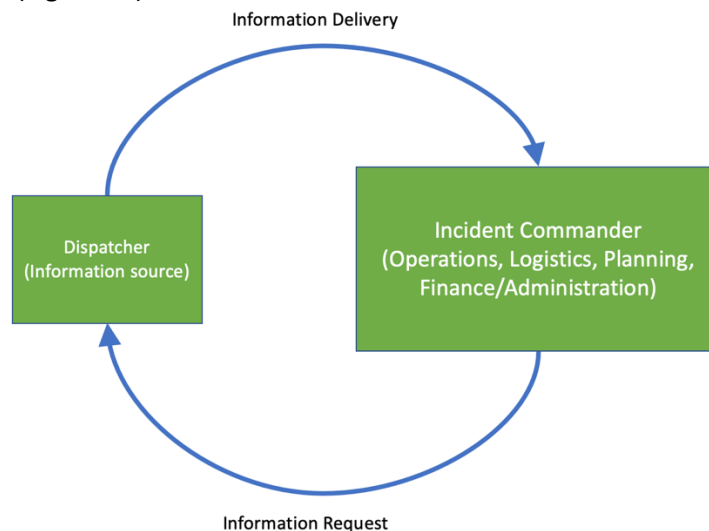 Information Delivery
Dispatcher
(Information source)
Incident Commander
(Operations, Logistics, Planning,
Finance/Administration)
Information Request